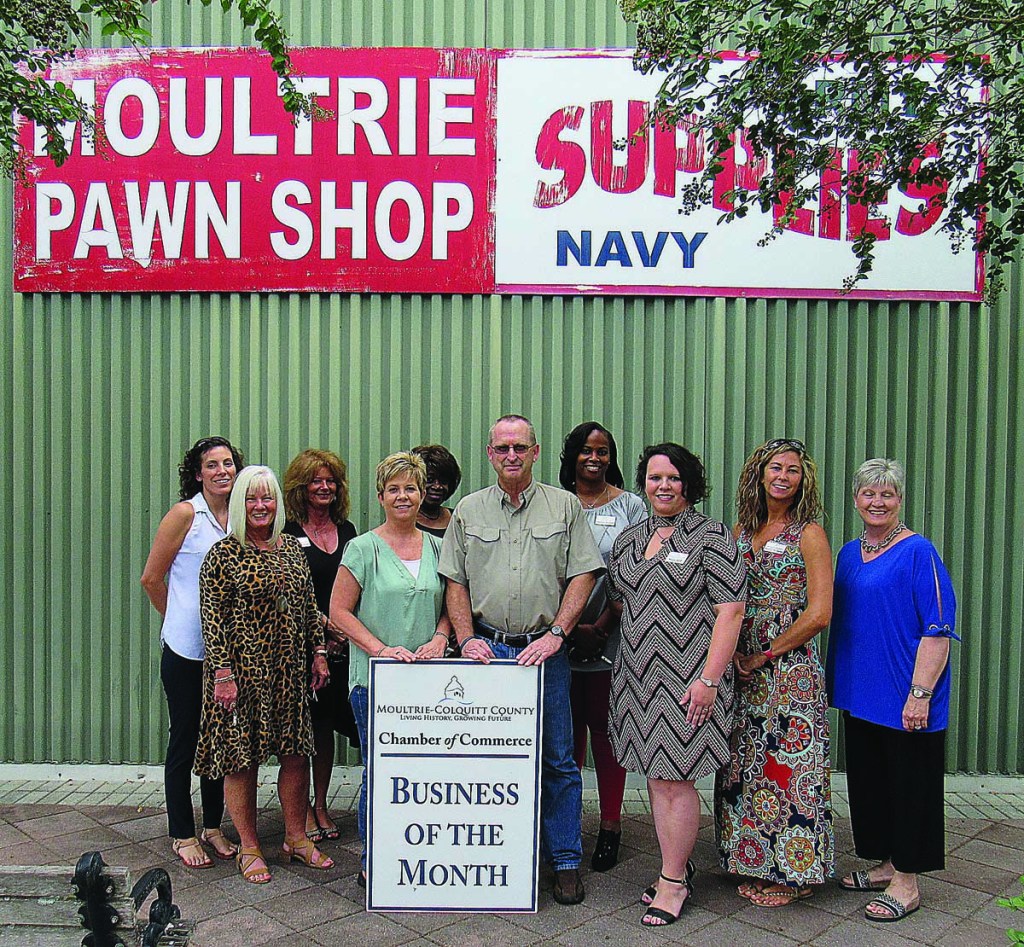 MOULTRIE
PAWN SHOP
SUPPLIES
NAVY
MOULTRIE-COLQUITT COUNTY
LIVING HISTORY, GROWING FUTURE
Chamber of Commerce
BUSINESS
OF THE
MONTH